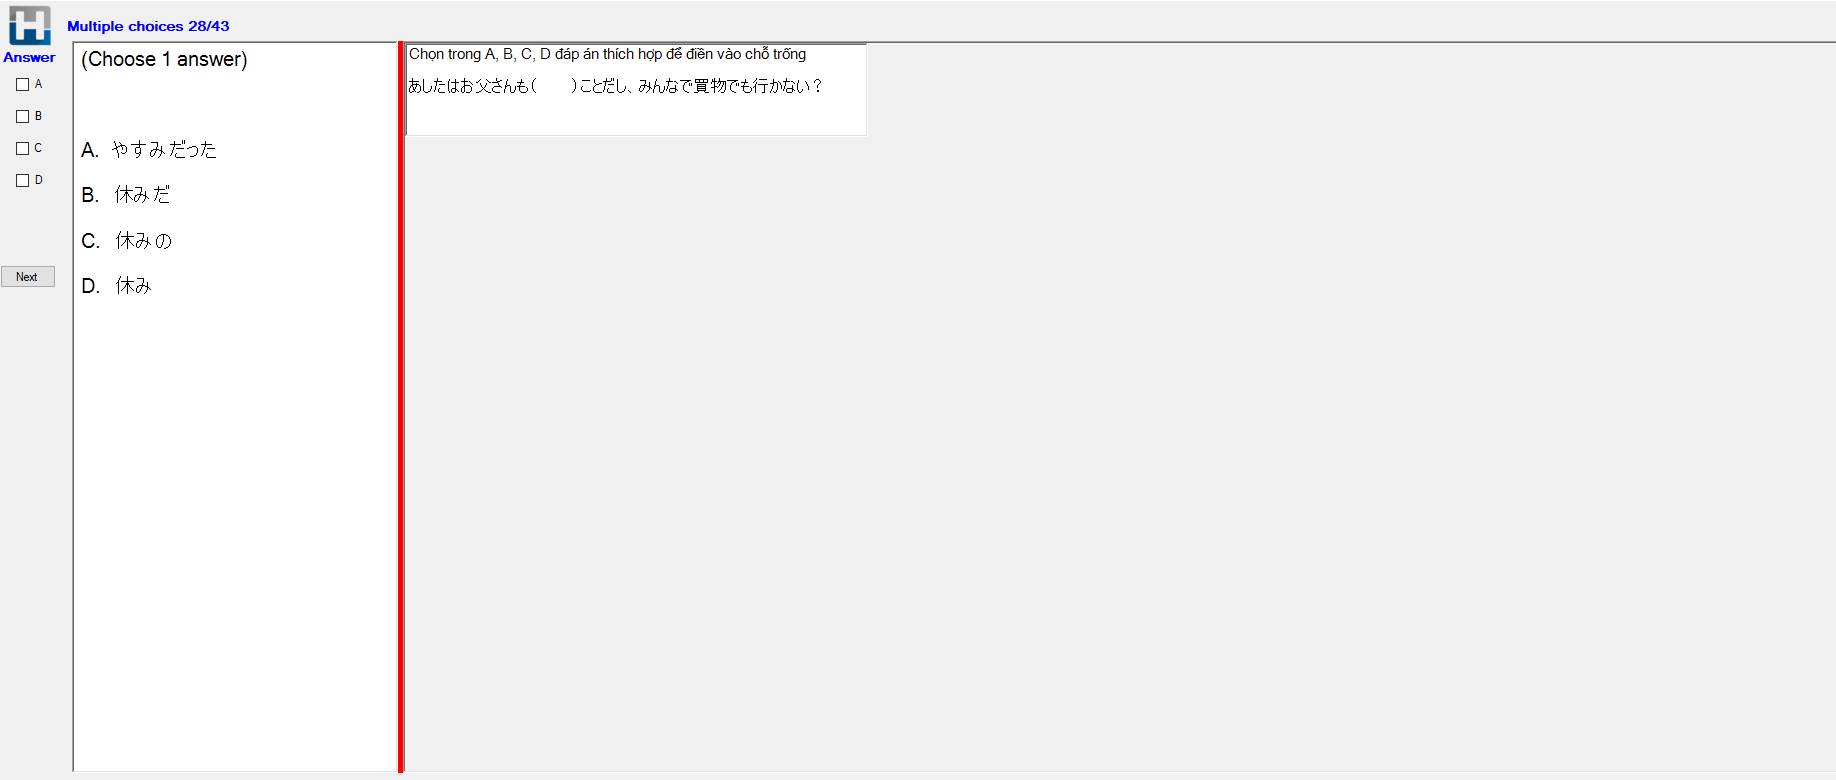 Multiple choices 28/43
Answer
A
B
C
D
Next
(Choose 1 answer)
A. やすみだった
B. 休みだ
C. 休みの
D. 休み
Chọn trong A, B, C, D đáp án thích hợp để điền vào chỗ trống
あしたはお父さんも(　　)ことだし、みんなで買物でも行かない？